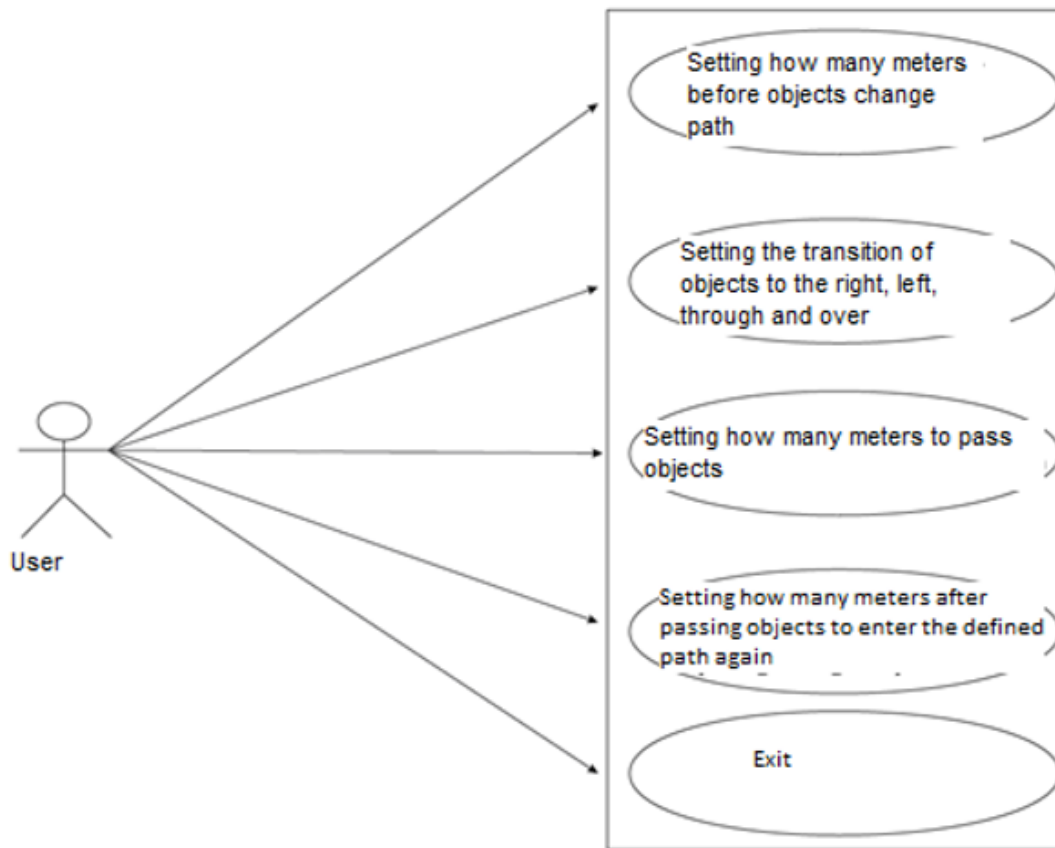 Setting how many meters
before objects change
path
Setting the transition of
objects to the right, left,
through and over
Setting how many meters to pass
objects
Setting how many meters after
passing objects to enter the defined
path again
Exit
User